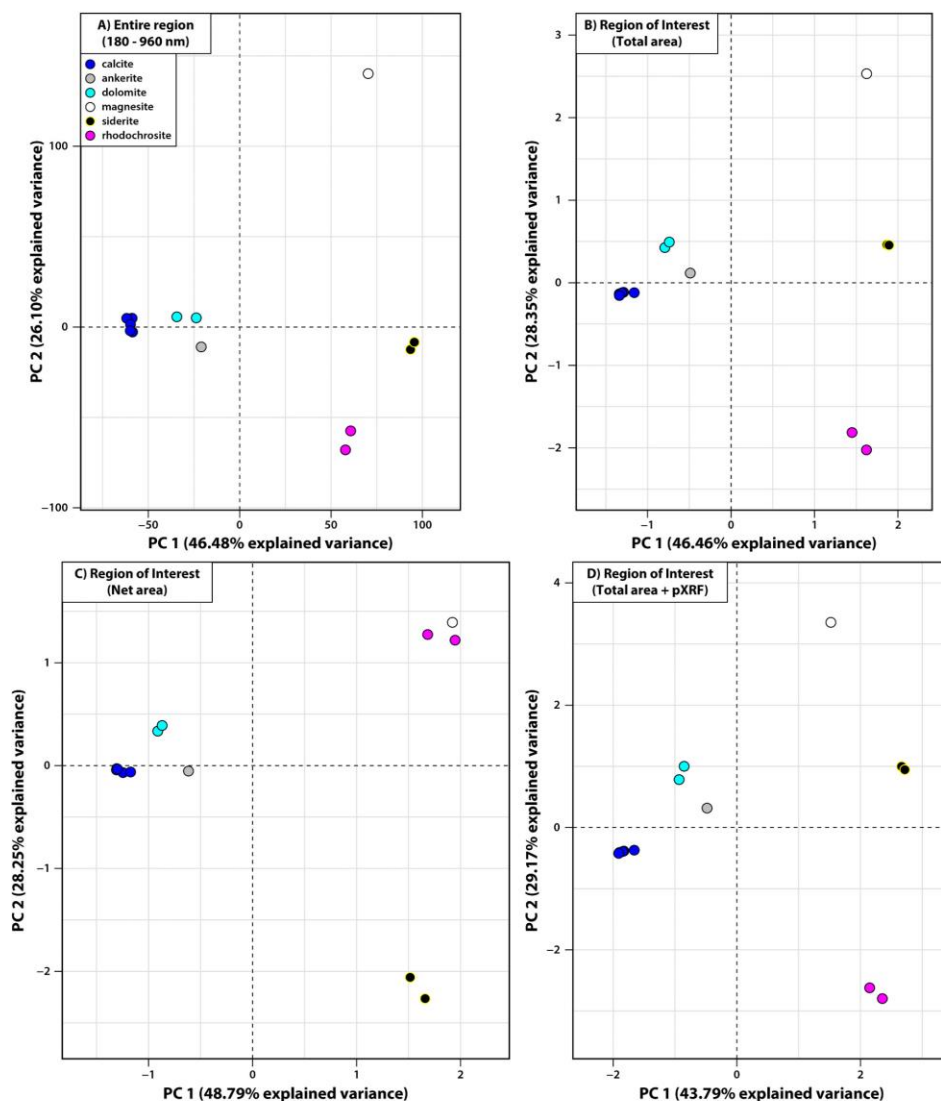 A) Entire region
(180 - 960 nm)
calcite
ankerite
dolomite
magnesite
siderite
rhodochrosite
100
0
−100
−50
0
50
100
PC 2 (26.10% explained variance)
PC 1 (46.48% explained variance)
B) Region of Interest
(Total area)
3
2
1
0
−1
−2
−1
0
1
2
PC 2 (28.35% explained variance)
PC 1 (46.46% explained variance)
C) Region of Interest
(Net area)
1
0
−1
−2
−1
0
1
2
PC 2 (28.25% explained variance)
PC 1 (48.79% explained variance)
D) Region of Interest
(Total area + pXRF)
4
2
0
−2
−2
0
2
PC 2 (29.17% explained variance)
PC 1 (43.79% explained variance)